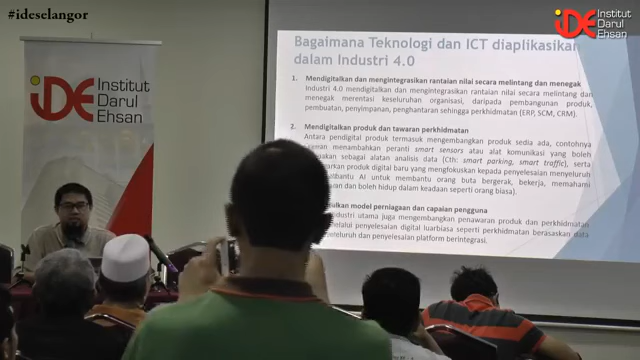 #ideselangor
iDE Institut
Darul
Ehsan
iDE Institut
Darul
Ehsan
Bagaimana Teknologi dan ICT diaplikasikan
dalam Industri 4.0
1. Mendigitalkan dan mengintegrasikan rantaian nilai secara melintang dan menegak
Industri 4.0 mendigitalkan dan mengintegrasikan rantaian nilai secara melintang dan
menegak merentasi keseluruhan organisasi, daripada pembangunan produk,
pembuatan, penyimpanan, penghantaran sehingga perkhidmatan (ERP, SCM, CRM).
2. Mendigitalkan produk dan tawaran perkhidmatan
Antara pendigital produk termasuk mengembangkan produk sedia ada, contohnya
menambahkan peranti smart sensors atau alat komunikasi yang boleh
sebagai alatan analisis data (Cth: smart parking, smart traffic), serta
produk digital baru yang mengfokuskan kepada penyelesaian menyeluruh
AI untuk membantu orang buta bergerak, bekerja, memahami
dan boleh hidup dalam keadaan seperti orang biasa).
model perniagaan dan capaian pengguna
utama juga mengembangkan penawaran produk dan perkhidmatan
penyelesaian digital luarbiasa seperti perkhidmatan berasaskan data
dan penyelesaian platform berintegrasi.